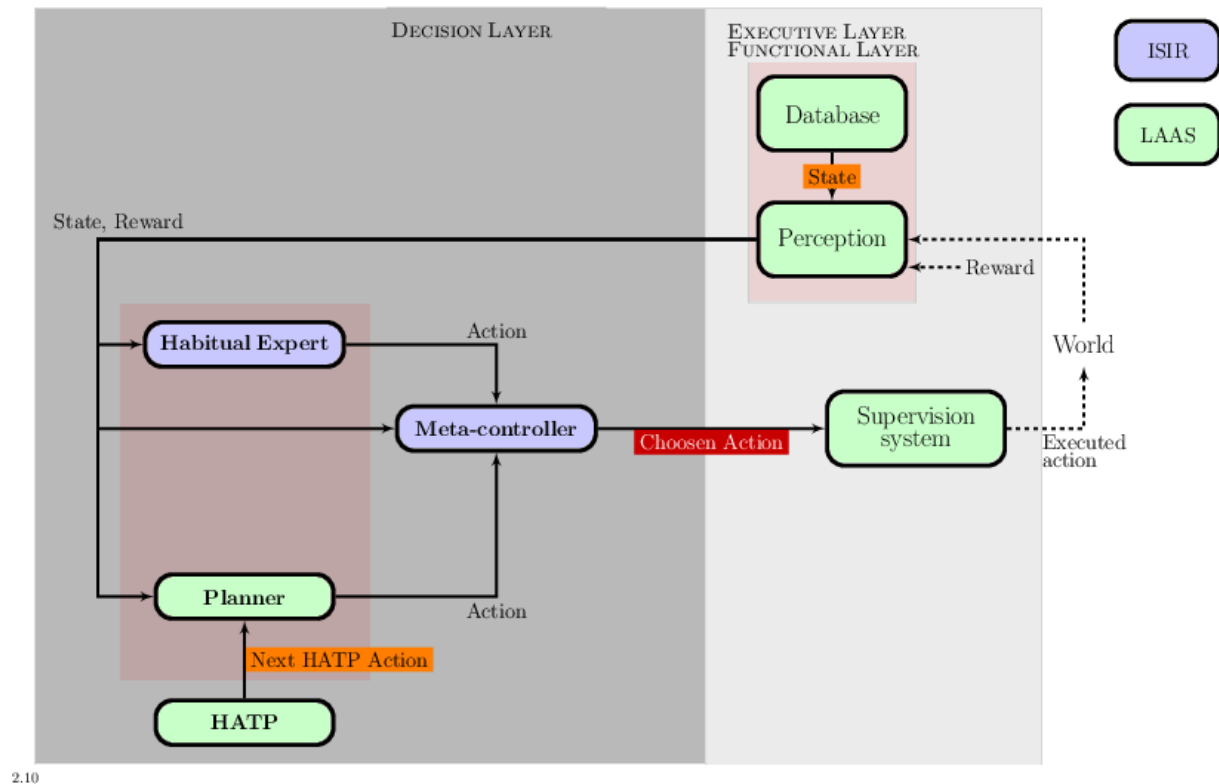 DECISION LAYER
EXECUTIVE LAYER
FUNCTIONAL LAYER
ISIR
LAAS
Database
State
Perception
State, Reward
Reward
World
Habitual Expert
Action
Meta-controller
Choosen Action
Supervision
system
Executed
action
Planner
Action
Next HATP Action
HATP
2.10